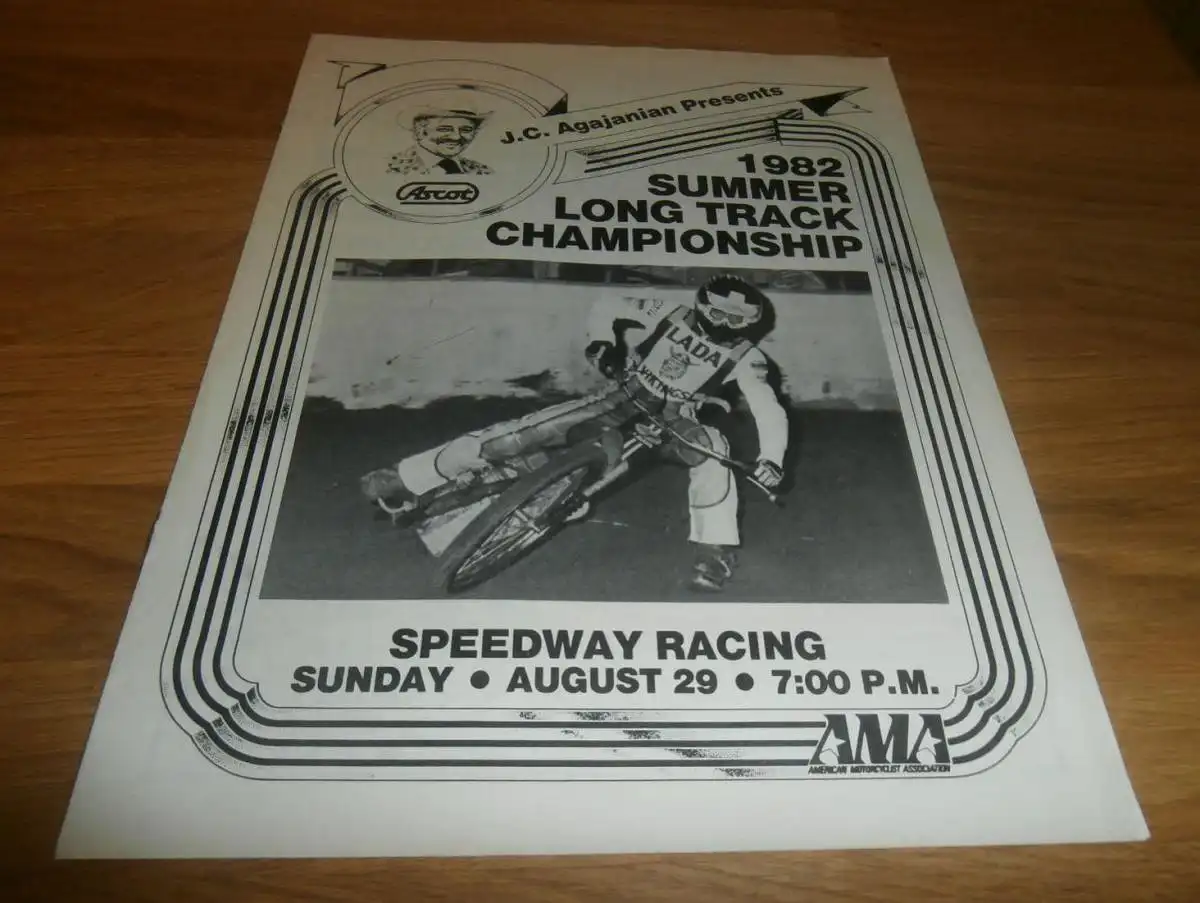 J.C. Agajanian Presents
Ascot
1982
SUMMER
LONG TRACK
CHAMPIONSHIP
LADA
VIKINGS
SPEEDWAY RACING
SUNDAY • AUGUST 29 • 7:00 P.M.
AMA
AMERICAN MOTORCYCLIST ASSOCIATION